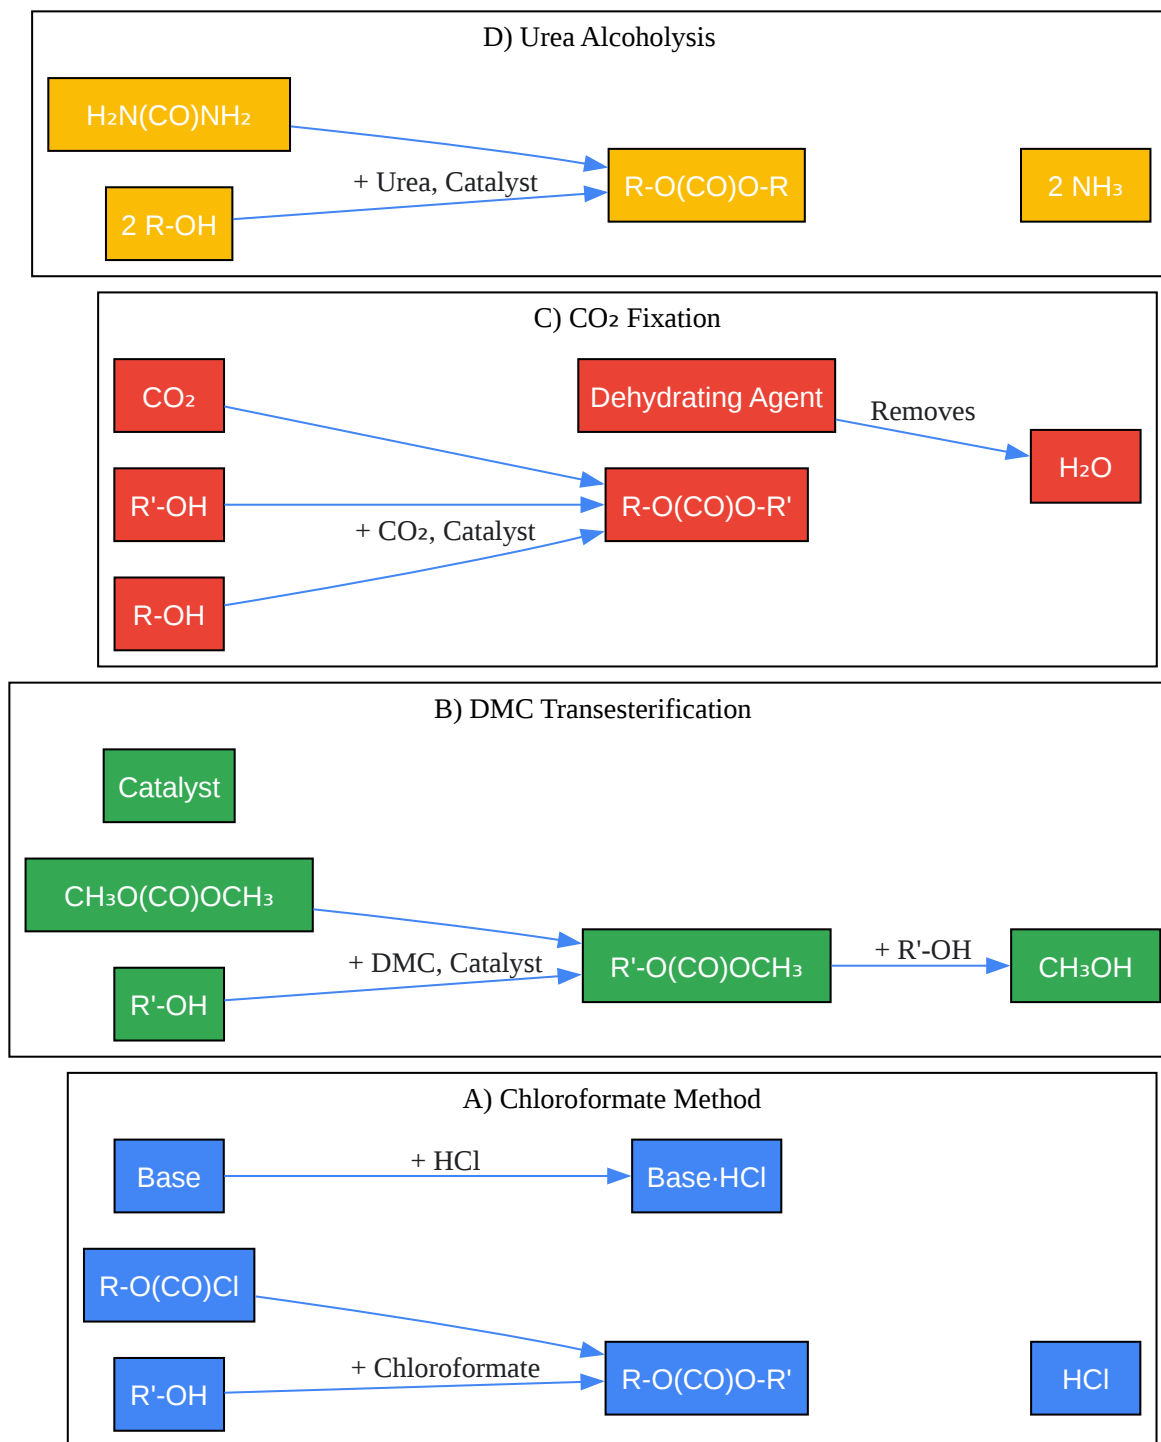 D) Urea Alcoholysis
H₂N(CO)NH₂
+ Urea, Catalyst
2 R-OH
R-O(CO)O-R
2 NH₃
C) CO₂ Fixation
CO₂
R'-OH
+ CO₂, Catalyst
R-OH
Dehydrating Agent
Removes
R-O(CO)O-R'
H₂O
B) DMC Transesterification
Catalyst
CH₃O(CO)OCH₃
+ DMC, Catalyst
R'-OH
R'-O(CO)OCH₃
+ R'-OH
CH₃OH
A) Chloroformate Method
Base
+ HCl
Base·HCl
R-O(CO)Cl
+ Chloroformate
R'-OH
R-O(CO)O-R'
HCl